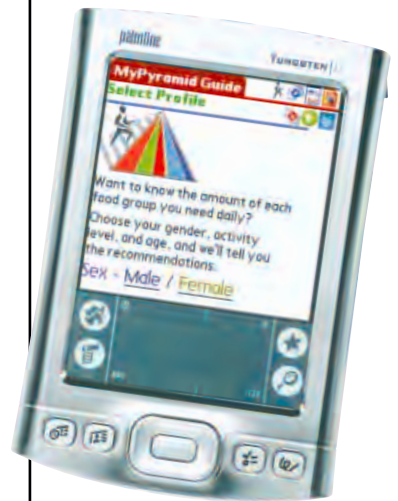 palmOne
TUNGSTEN
MyPyramid Guide
Select Profile
Want to know the amount of each
food group you need daily?
Choose your gender, activity
level, and age, and we'll tell you
the recommendations.
Sex - Male / Female